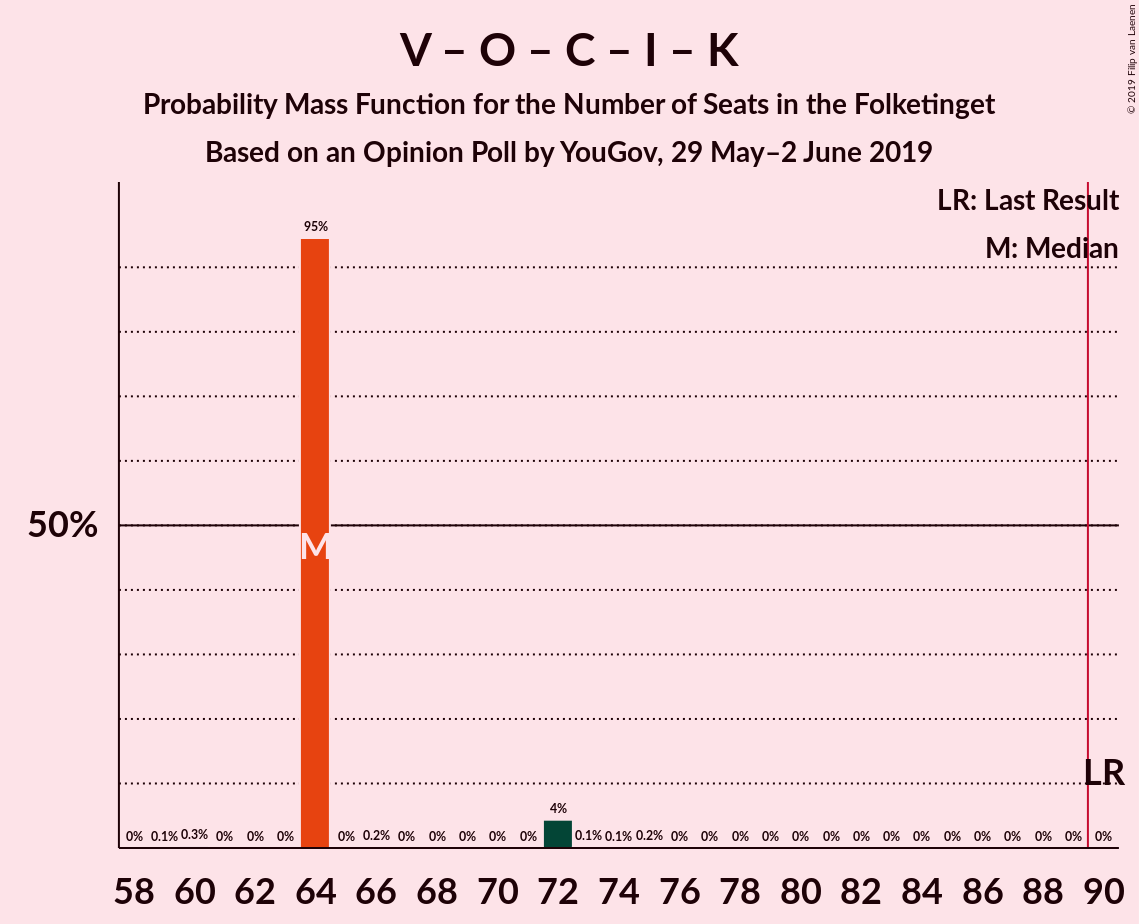 V – O – C – I – K
Probability Mass Function for the Number of Seats in the Folketinget
Based on an Opinion Poll by YouGov, 29 May–2 June 2019
© 2019 Filip van Laenen
LR: Last Result
M: Median
95%
50%
M
LR
4%
0% 0.1% 0.3% 0% 0% 0% 0% 0.2% 0% 0% 0% 0% 0% 0.1% 0.1% 0.2% 0% 0% 0% 0% 0% 0% 0% 0% 0% 0% 0% 0% 0% 0% 0%
58 60 62 64 66 68 70 72 74 76 78 80 82 84 86 88 90